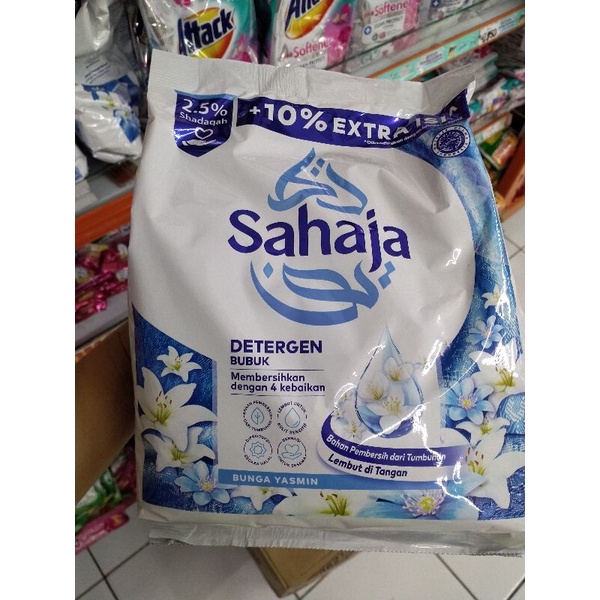 Attack
Attack
Softener
Softener
2.5%
Shadaqah
+10% EXTRA ISI*
Sahaja
DETERGEN
BUBUK
Membersihkan
dengan 4 kebaikan
Bahan Pembersih dari Tumbuhan
Lembut di Tangan
BUNGA YASMIN